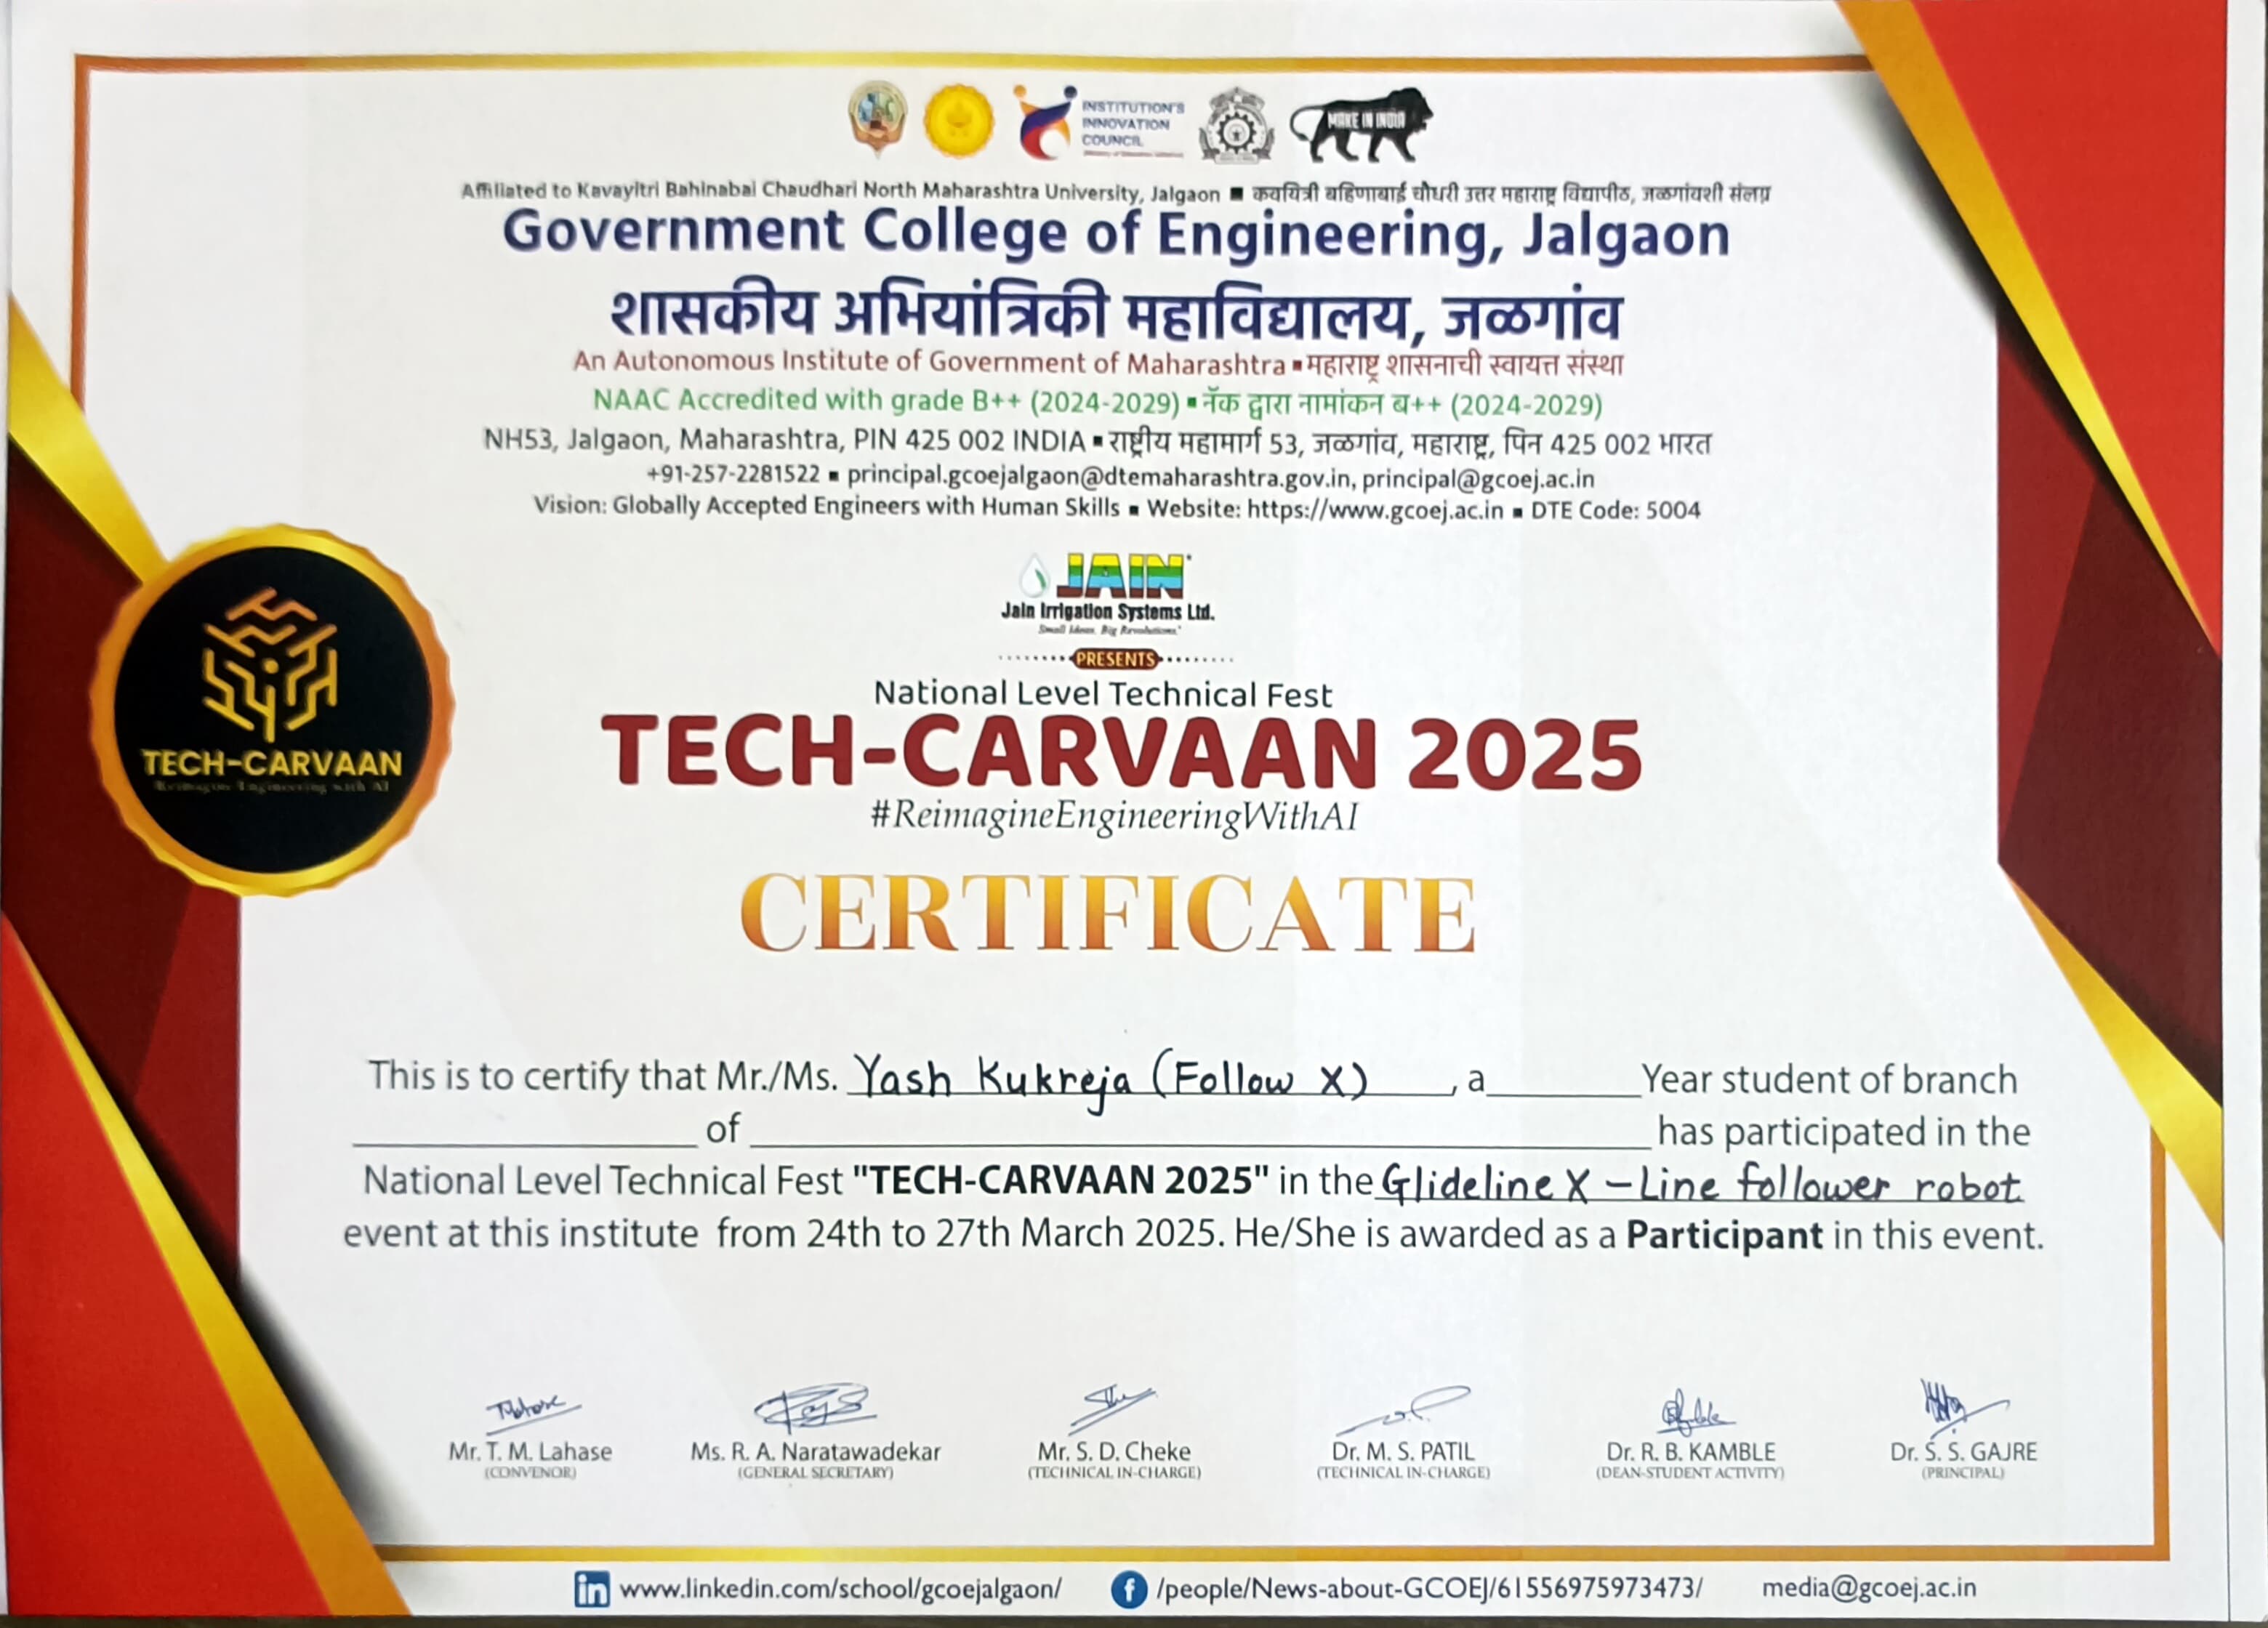 INSTITUTION'S
INNOVATION
COUNCIL
MAKE IN INDIA
Affiliated to Kavayitri Bahinabai Chaudhari North Maharashtra University, Jalgaon ■ कवयित्री बहिणाबाई चौधरी उत्तर महाराष्ट्र विद्यापीठ, जळगांवशी संलग्न
Government College of Engineering, Jalgaon
शासकीय अभियांत्रिकी महाविद्यालय, जळगांव
An Autonomous Institute of Government of Maharashtra ▪ महाराष्ट्र शासनाची स्वायत्त संस्था
NAAC Accredited with grade B++ (2024-2029) ▪ नॅक द्वारा नामांकन ब++ (2024-2029)
NH53, Jalgaon, Maharashtra, PIN 425 002 INDIA ▪ राष्ट्रीय महामार्ग 53, जळगांव, महाराष्ट्र, पिन 425 002 भारत
+91-257-2281522 ▪ principal.gcoejalgaon@dtemaharashtra.gov.in, principal@gcoej.ac.in
Vision: Globally Accepted Engineers with Human Skills ▪ Website: https://www.gcoej.ac.in ▪ DTE Code: 5004
JAIN
Jain Irrigation Systems Ltd.
Small Ideas. Big Revolutions.
PRESENTS
National Level Technical Fest
TECH-CARVAAN 2025
#ReimagineEngineeringWithAI
TECH-CARVAAN
Reimagine Engineering with AI
CERTIFICATE
This is to certify that Mr./Ms. Yash Kukreja (Follow X), a Year student of branch
of has participated in the
National Level Technical Fest "TECH-CARVAAN 2025" in the Glideline X - Line follower robot
event at this institute from 24th to 27th March 2025. He/She is awarded as a Participant in this event.
Mr. T. M. Lahase Ms. R. A. Naratawadekar Mr. S. D. Cheke Dr. M. S. PATIL Dr. R. B. KAMBLE Dr. S. S. GAJRE
(CONVENOR) (GENERAL SECRETARY) (TECHNICAL IN-CHARGE) (TECHNICAL IN-CHARGE) (DEAN-STUDENT ACTIVITY) (PRINCIPAL)
in www.linkedin.com/school/gcoejalgaon/ f /people/News-about-GCOEJ/61556975973473/ media@gcoej.ac.in